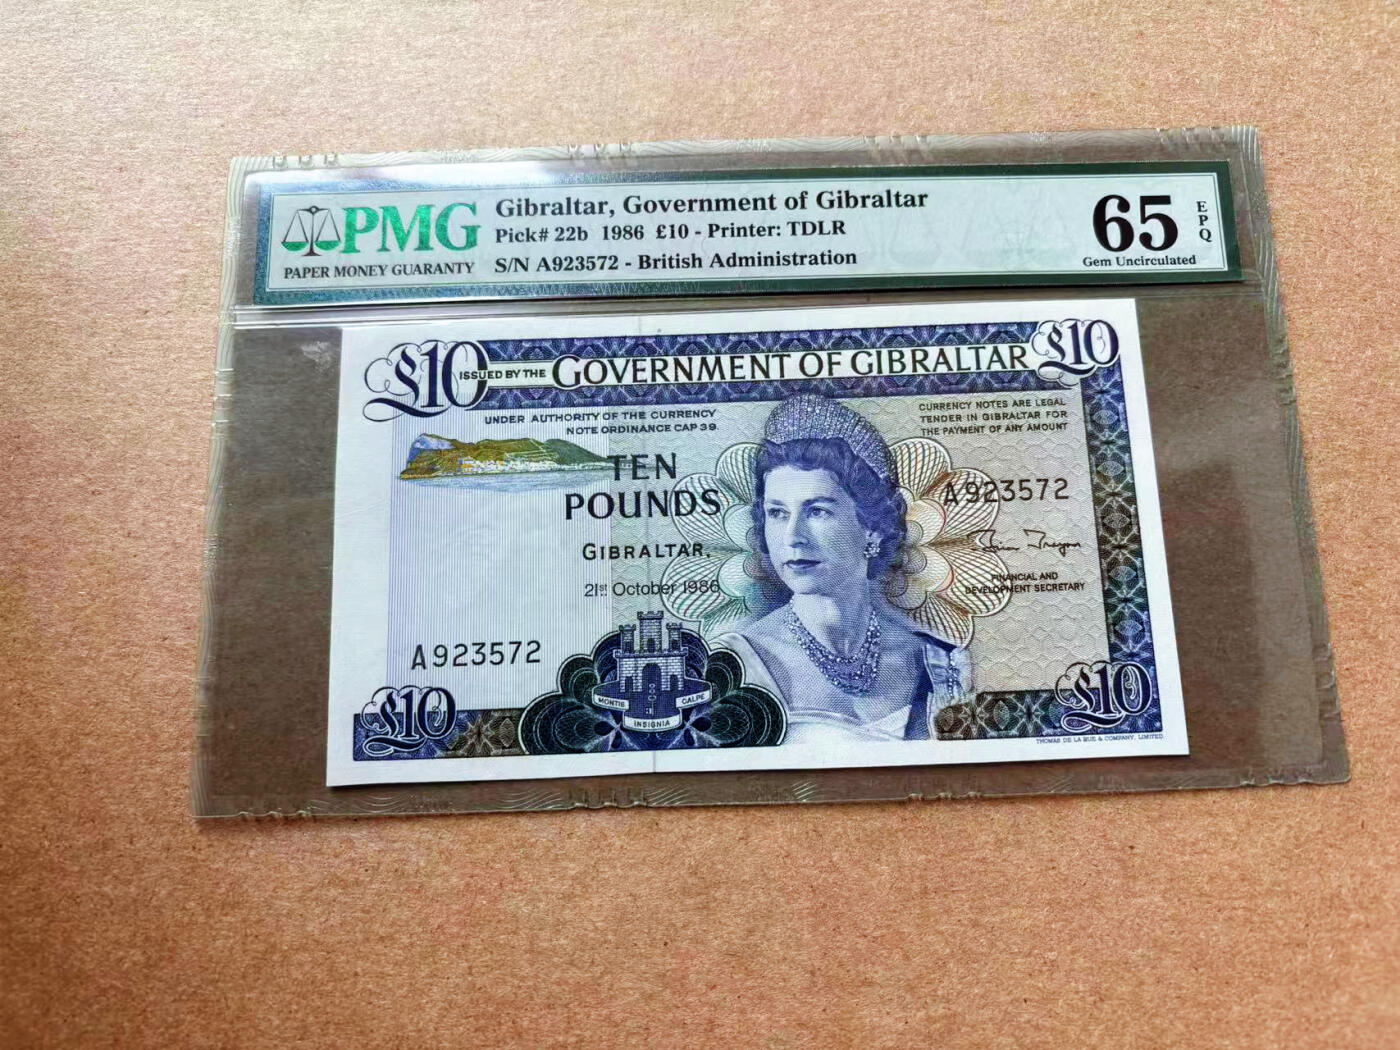 PMG
PAPER MONEY GUARANTY
Gibraltar, Government of Gibraltar
Pick# 22b 1986 £10 - Printer: TDLR
S/N A923572 - British Administration
65
EPQ
Gem Uncirculated
£10
ISSUED BY THE GOVERNMENT OF GIBRALTAR
£10
UNDER AUTHORITY OF THE CURRENCY
NOTE ORDINANCE CAP 39.
CURRENCY NOTES ARE LEGAL
TENDER IN GIBRALTAR FOR
THE PAYMENT OF ANY AMOUNT
TEN
POUNDS
A923572
GIBRALTAR,
21st October 1986
FINANCIAL AND
DEVELOPMENT SECRETARY
A923572
MONTIS
INSIGNIA
CALPE
£10
£10
THOMAS DE LA RUE & COMPANY, LIMITED.